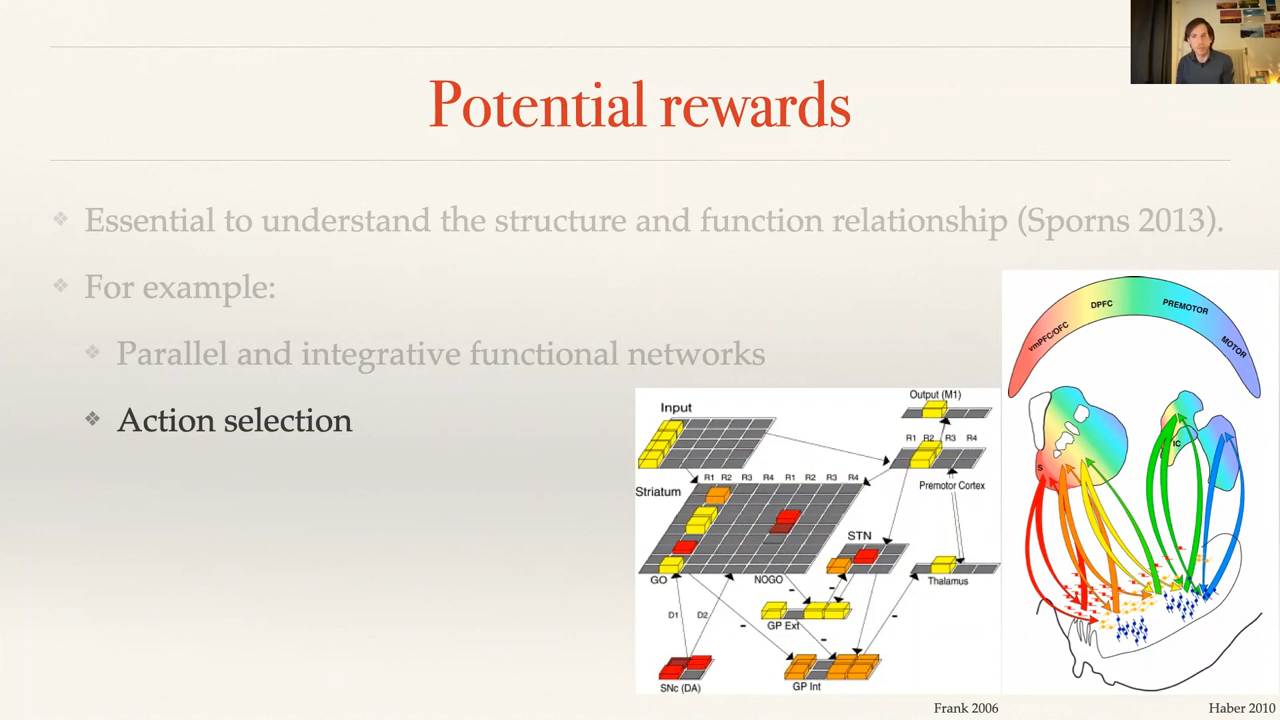 Potential rewards
Essential to understand the structure and function relationship (Sporns 2013).
For example:
Parallel and integrative functional networks
Action selection
Input
Output (M1)
R1 R2 R3 R4
Premotor Cortex
Striatum
R1 R2 R3 R4 R1 R2 R3 R4
STN
GO
NOGO
Thalamus
D1
D2
GP Ext
SNc (DA)
GP Int
Frank 2006
vmPFC/OFC
DPFC
PREMOTOR
MOTOR
IC
S
Haber 2010